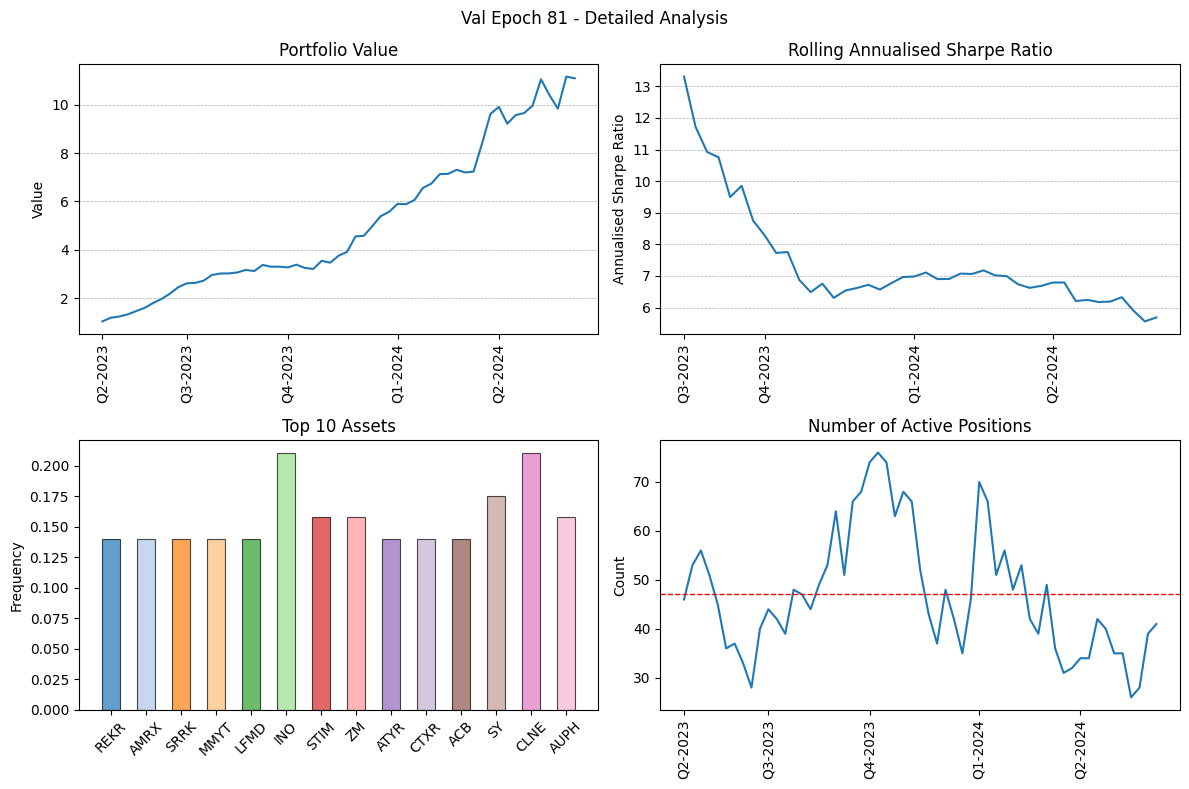 Val Epoch 81 - Detailed Analysis
Portfolio Value
Value
10
8
6
4
2
Q2-2023
Q3-2023
Q4-2023
Q1-2024
Q2-2024
Rolling Annualised Sharpe Ratio
Annualised Sharpe Ratio
13
12
11
10
9
8
7
6
Q3-2023
Q4-2023
Q1-2024
Q2-2024
Top 10 Assets
Frequency
0.200
0.175
0.150
0.125
0.100
0.075
0.050
0.025
0.000
REKR
AMRX
SRRK
MMYT
LFMD
INO
STIM
ZM
ATYR
CTXR
ACB
SY
CLNE
AUPH
Number of Active Positions
Count
70
60
50
40
30
Q2-2023
Q3-2023
Q4-2023
Q1-2024
Q2-2024